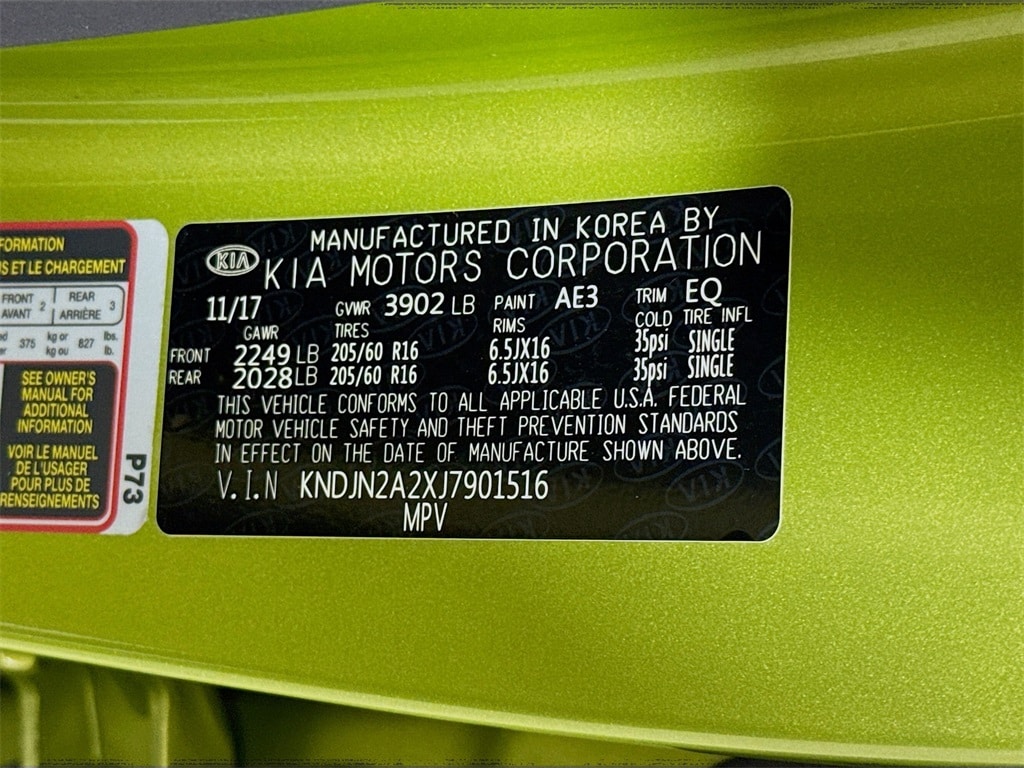 FORMATION
S ET LE CHARGEMENT
FRONT
AVANT 2
REAR
ARRIÈRE 3
375 kg or
kg ou 827 lbs.
lb.
SEE OWNER'S
MANUAL FOR
ADDITIONAL
INFORMATION
VOIR LE MANUEL
DE L'USAGER
POUR PLUS DE
RENSEIGNEMENTS
P73
KIA
MANUFACTURED IN KOREA BY
KIA MOTORS CORPORATION
11/17 GVWR 3902 LB PAINT AE3 TRIM EQ
GAWR TIRES RIMS COLD TIRE INFL
FRONT 2249 LB 205/60 R16 6.5JX16 35psi SINGLE
REAR 2028 LB 205/60 R16 6.5JX16 35psi SINGLE
THIS VEHICLE CONFORMS TO ALL APPLICABLE U.S.A. FEDERAL
MOTOR VEHICLE SAFETY AND THEFT PREVENTION STANDARDS
IN EFFECT ON THE DATE OF MANUFACTURE SHOWN ABOVE.
V.I.N KNDJN2A2XJ7901516
MPV